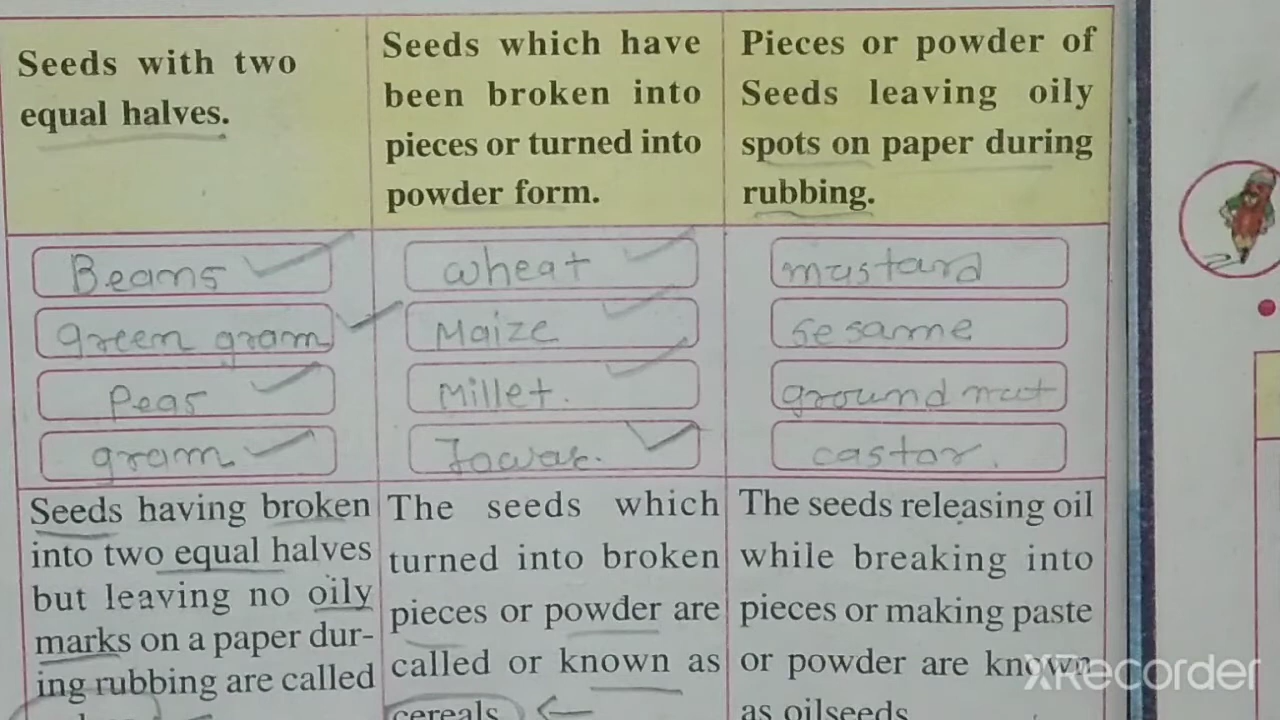 Seeds with two
equal halves.
Seeds which have
been broken into
pieces or turned into
powder form.
Pieces or powder of
Seeds leaving oily
spots on paper during
rubbing.
Beans
green gram
Peas
gram
wheat
Maize
Millet.
Jowar.
mustard
Sesame
ground nut
castor.
Seeds having broken
into two equal halves
but leaving no oily
marks on a paper dur-
ing rubbing are called
The seeds which
turned into broken
pieces or powder are
called or known as
cereals
The seeds releasing oil
while breaking into
pieces or making paste
or powder are known
as oilseeds
XRecorder